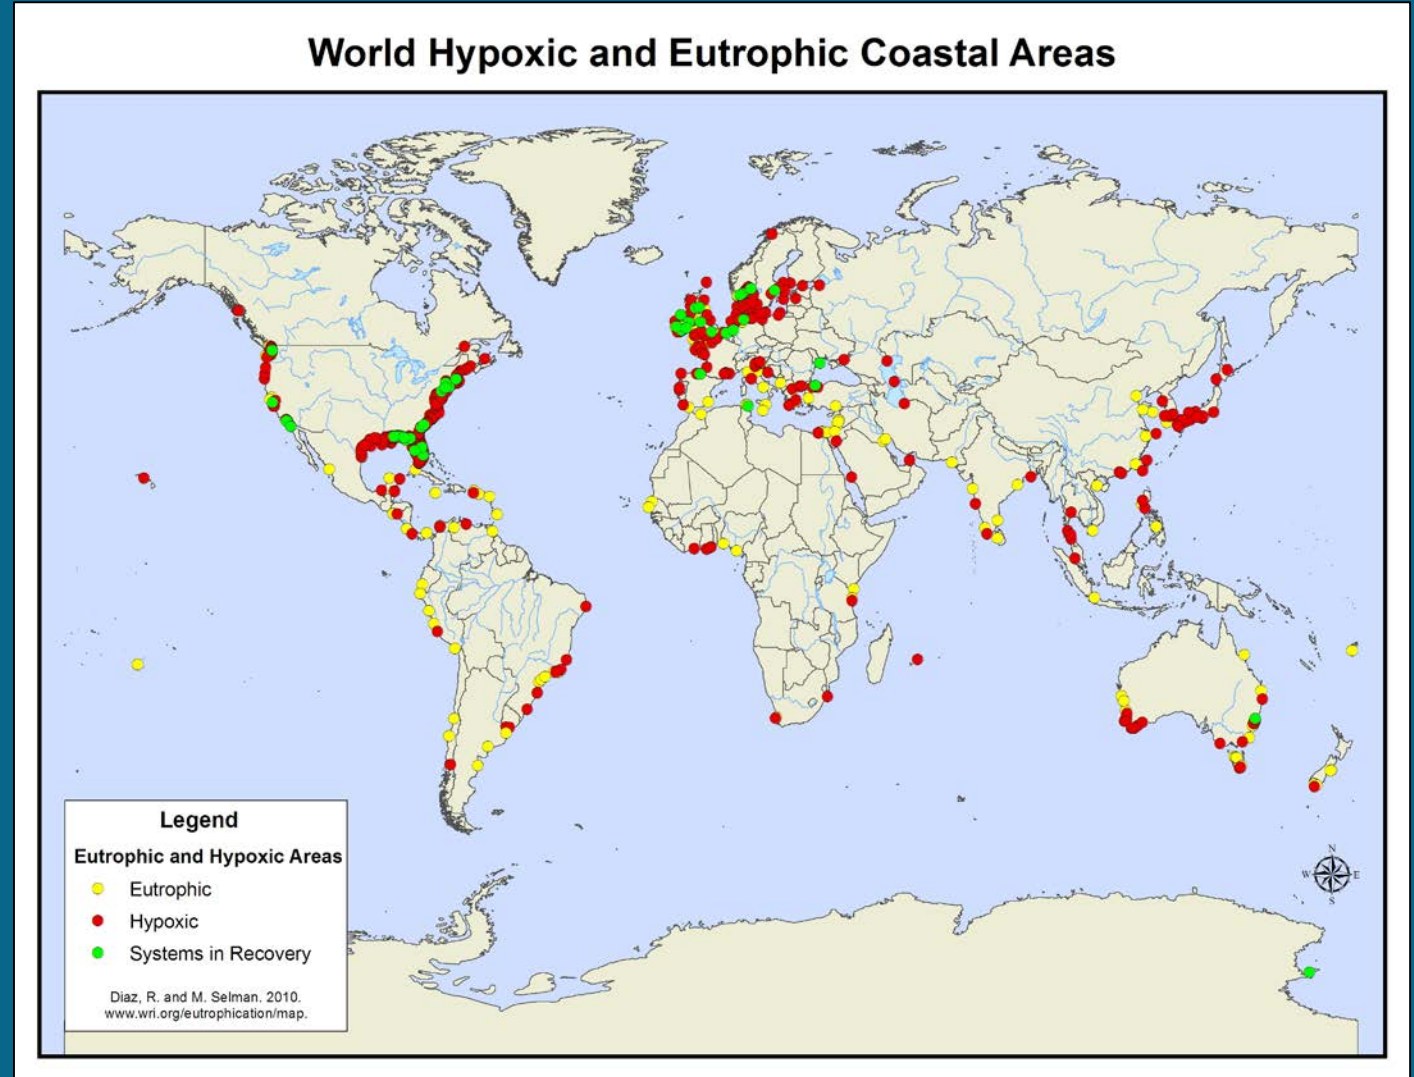 World Hypoxic and Eutrophic Coastal Areas
Legend
Eutrophic and Hypoxic Areas
Eutrophic
Hypoxic
Systems in Recovery
Diaz, R. and M. Selman. 2010.
www.wri.org/eutrophication/map.
N
W E
S